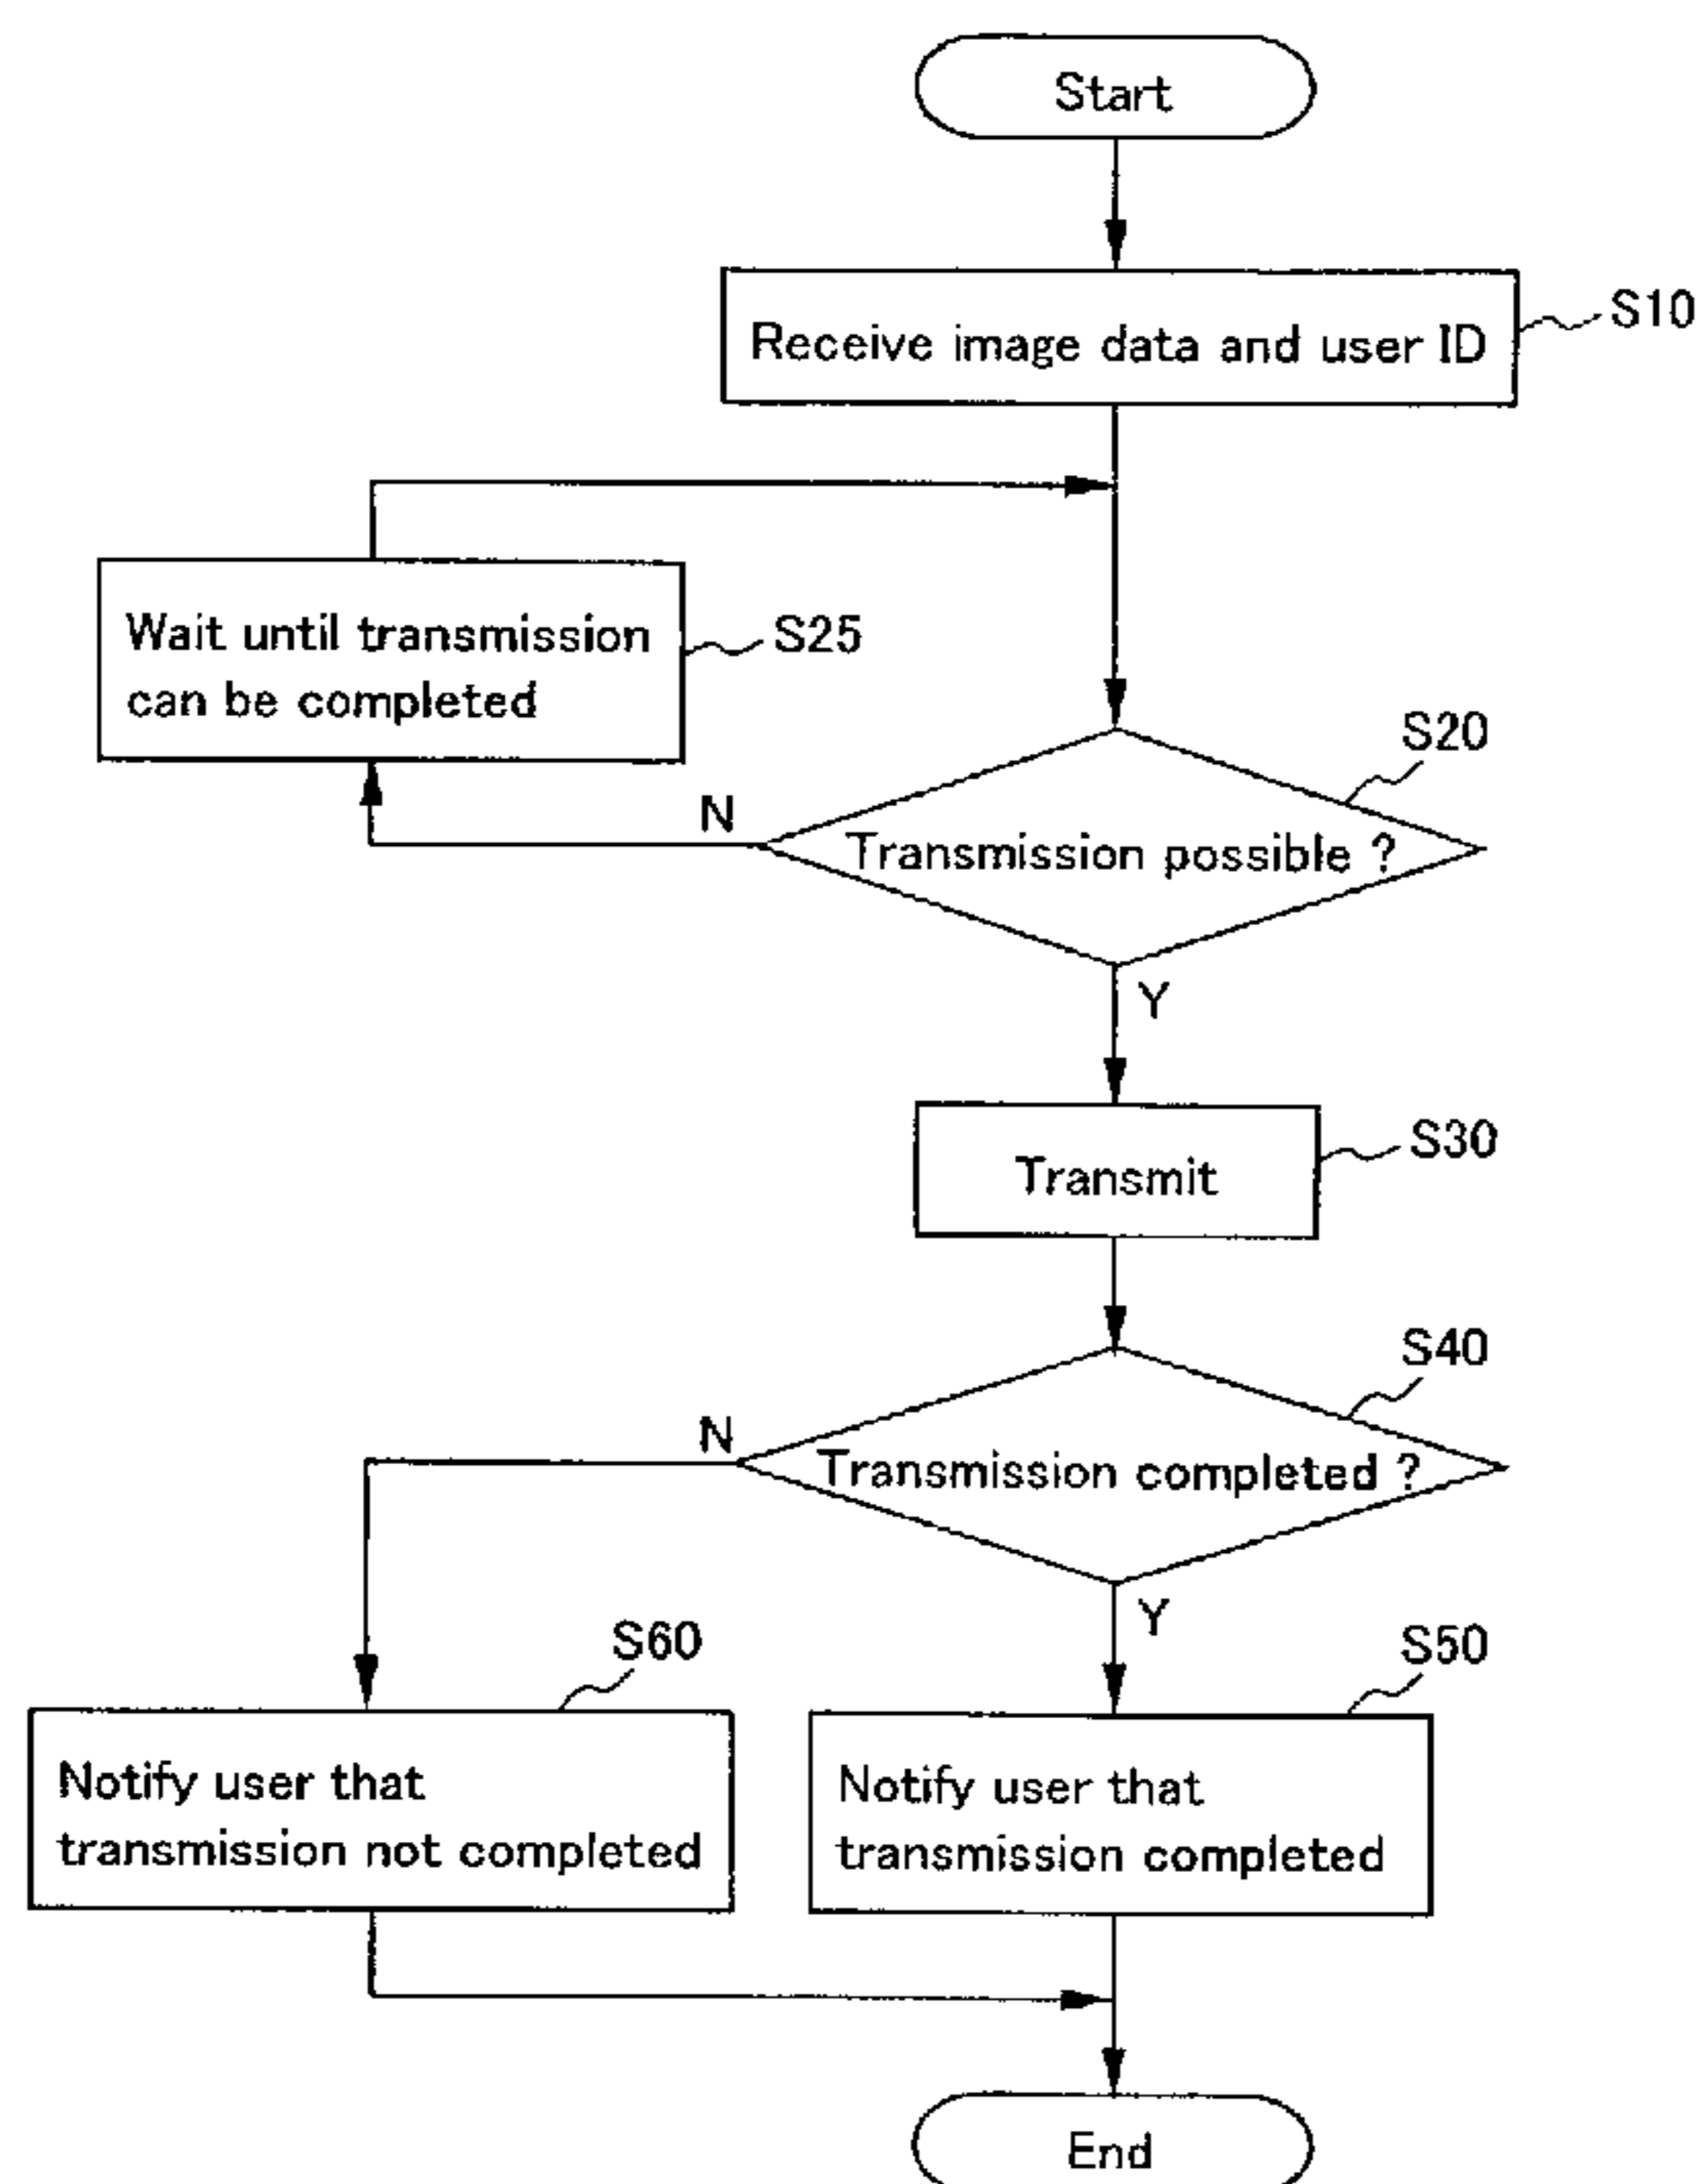 Start
Receive image data and user ID
S10
Wait until transmission
can be completed
S25
S20
N
Transmission possible ?
Y
Transmit
S30
S40
N
Transmission completed ?
Y
S60
S50
Notify user that
transmission not completed
Notify user that
transmission completed
End